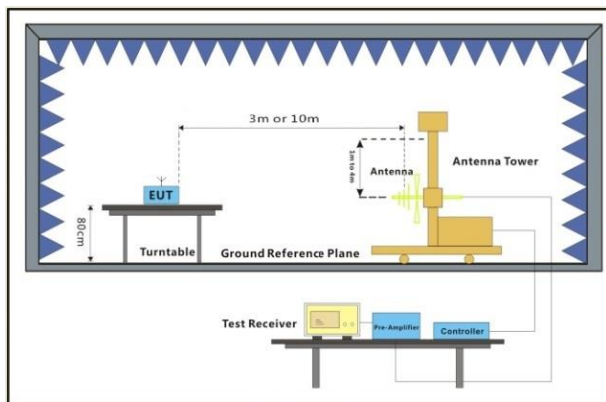 3m or 10m
1m to 4m
Antenna
Antenna Tower
EUT
80cm
Turntable
Ground Reference Plane
Test Receiver
Pre-Amplifier
Controller